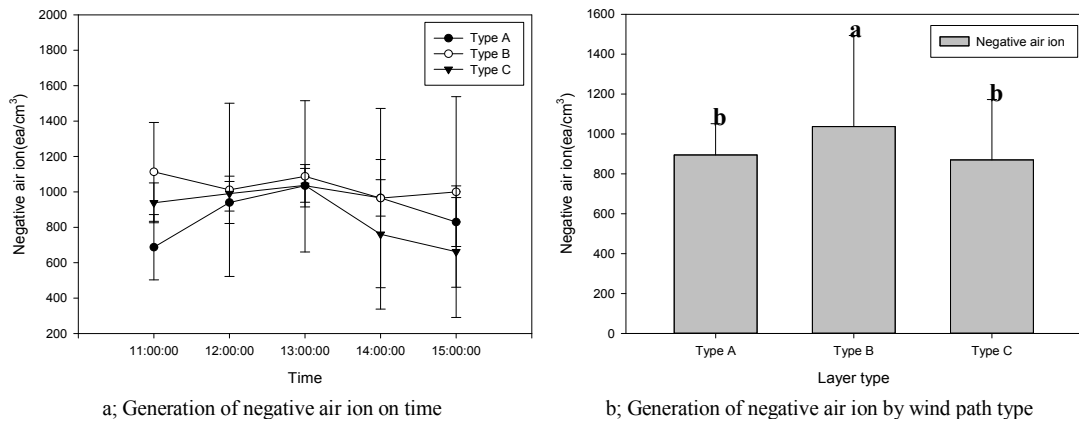 2000
1800
1600
1400
1200
1000
800
600
400
200
Negative air ion(ea/cm³)
Type A
Type B
Type C
11:00:00 12:00:00 13:00:00 14:00:00 15:00:00
Time
a; Generation of negative air ion on time
1600
1400
1200
1000
800
600
400
200
0
Negative air ion(ea/cm³)
Negative air ion
b
a
b
Type A Type B Type C
Layer type
b; Generation of negative air ion by wind path type